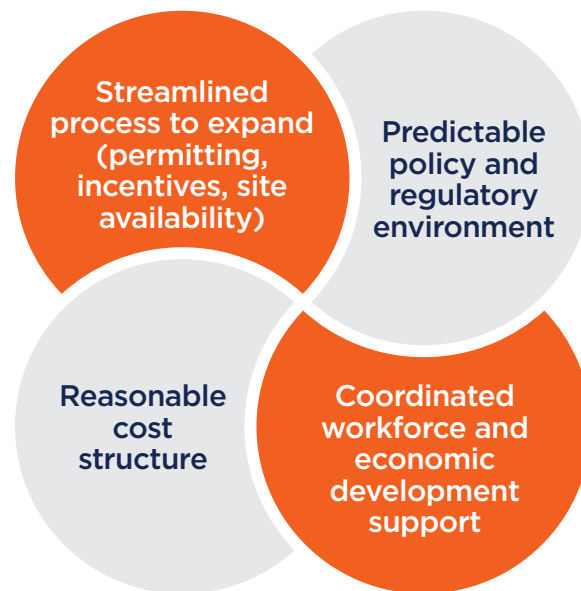 Streamlined
process to expand
(permitting,
incentives, site
availability)
Predictable
policy and
regulatory
environment
Reasonable
cost
structure
Coordinated
workforce and
economic
development
support